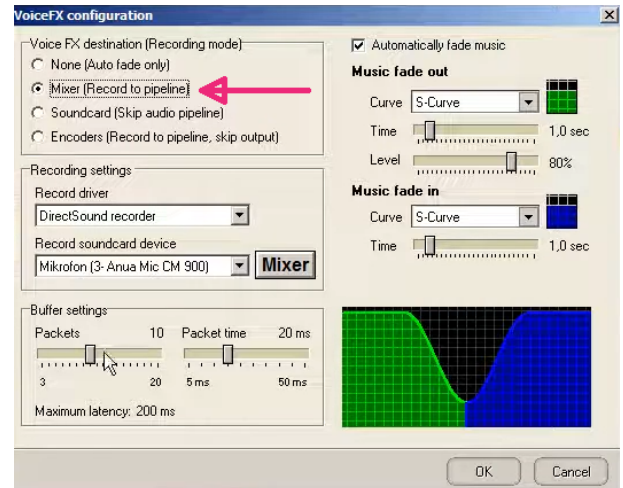 VoiceFX configuration
Voice FX destination (Recording mode)
None (Auto fade only)
Mixer (Record to pipeline)
Soundcard (Skip audio pipeline)
Encoders (Record to pipeline, skip output)
Recording settings
Record driver
DirectSound recorder
Record soundcard device
Mikrofon (3- Anua Mic CM 900)
Mixer
Buffer settings
Packets 10 Packet time 20 ms
3 20 5 ms 50 ms
Maximum latency: 200 ms
Automatically fade music
Music fade out
Curve S-Curve
Time 1,0 sec
Level 80%
Music fade in
Curve S-Curve
Time 1,0 sec
OK Cancel